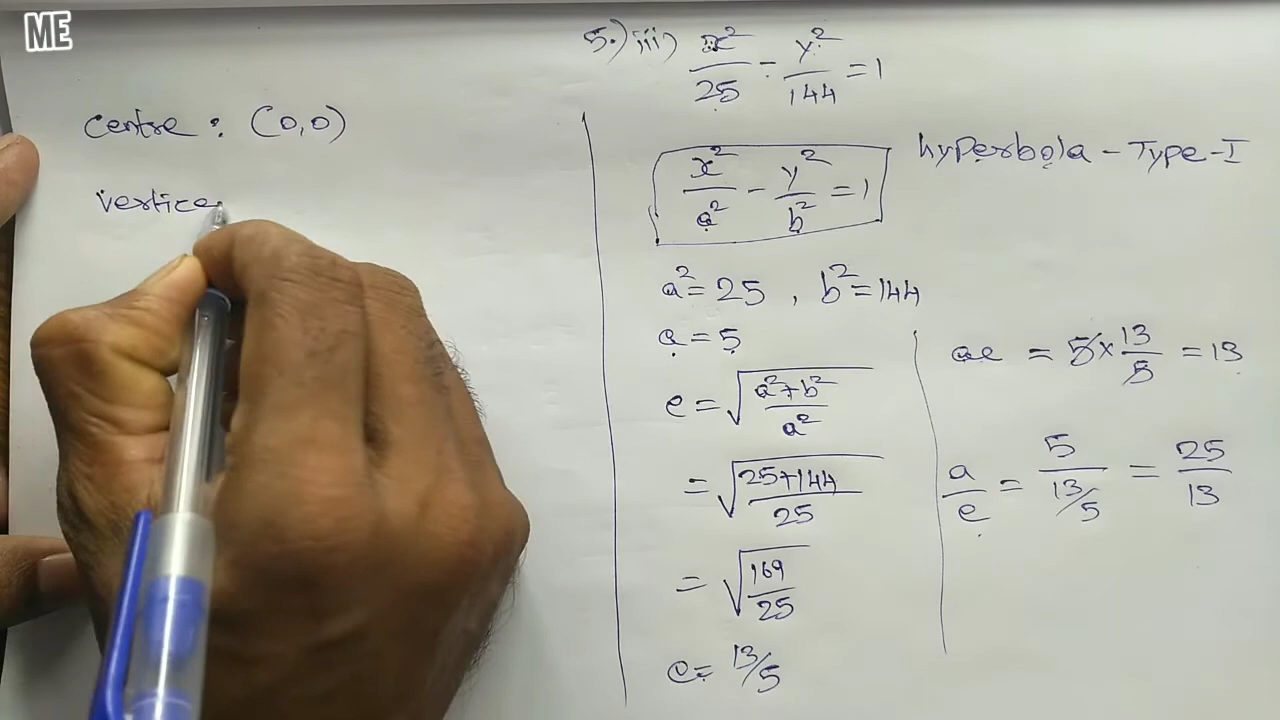 ME
5.) iii) x²/25 - y²/144 = 1
centre : (0,0)
vertice
x²/a² - y²/b² = 1 hyperbola - Type-I
a² = 25 , b² = 144
a = 5
e = √((a²+b²)/a²)
= √((25+144)/25)
= √(169/25)
e = 13/5
ae = 5 × 13/5 = 13
a/e = 5/(13/5) = 25/13